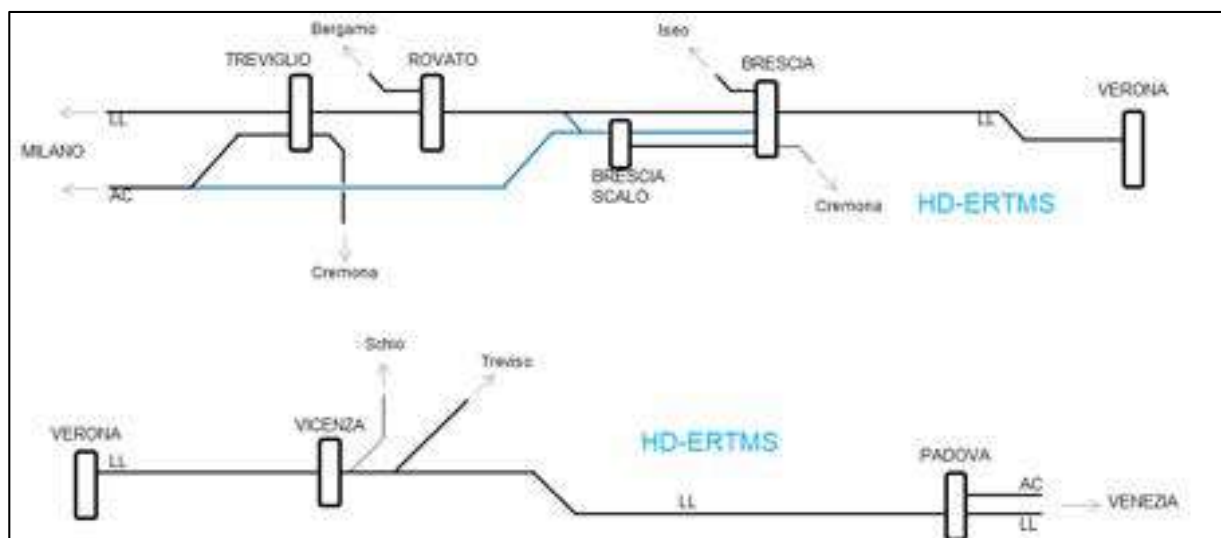 Bergamo
Iseo
TREVIGLIO
ROVATO
BRESCIA
VERONA
LL
LL
MILANO
AC
BRESCIA
SCALO
Cremona
HD-ERTMS
Cremona
Schio
Treviso
VERONA
VICENZA
HD-ERTMS
PADOVA
LL
AC
LL
VENEZIA
LL